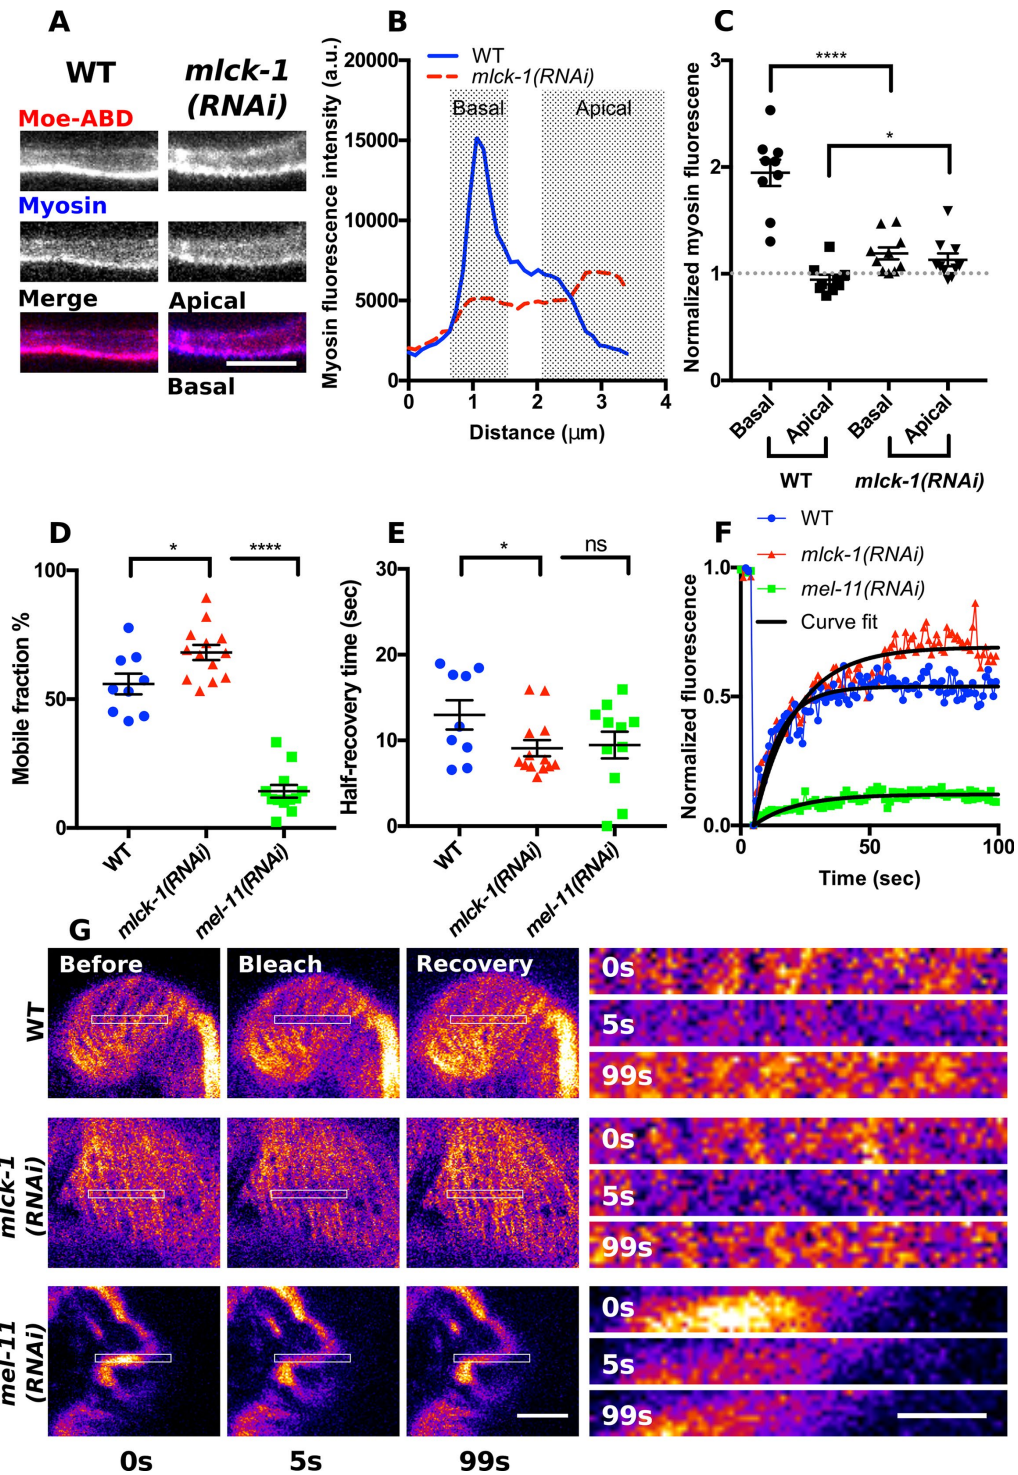 A
WT
mlck-1
(RNAi)
Moe-ABD
Myosin
Merge
Apical
Basal
B
WT
mlck-1(RNAi)
Myosin fluorescence intensity (a.u.)
20000
15000
10000
5000
0
Basal
Apical
0 1 2 3 4
Distance (μm)
C
****
*
Normalized myosin fluorescene
3
2
1
0
Basal
Apical
Basal
Apical
WT
mlck-1(RNAi)
D
*
****
Mobile fraction %
100
50
0
WT
mlck-1(RNAi)
mel-11(RNAi)
E
*
ns
Half-recovery time (sec)
30
20
10
0
WT
mlck-1(RNAi)
mel-11(RNAi)
F
WT
mlck-1(RNAi)
mel-11(RNAi)
Curve fit
Normalized fluorescence
1.0
0.5
0.0
0 50 100
Time (sec)
G
Before
Bleach
Recovery
WT
0s
5s
99s
mlck-1
(RNAi)
0s
5s
99s
mel-11
(RNAi)
0s
5s
99s
0s 5s 99s